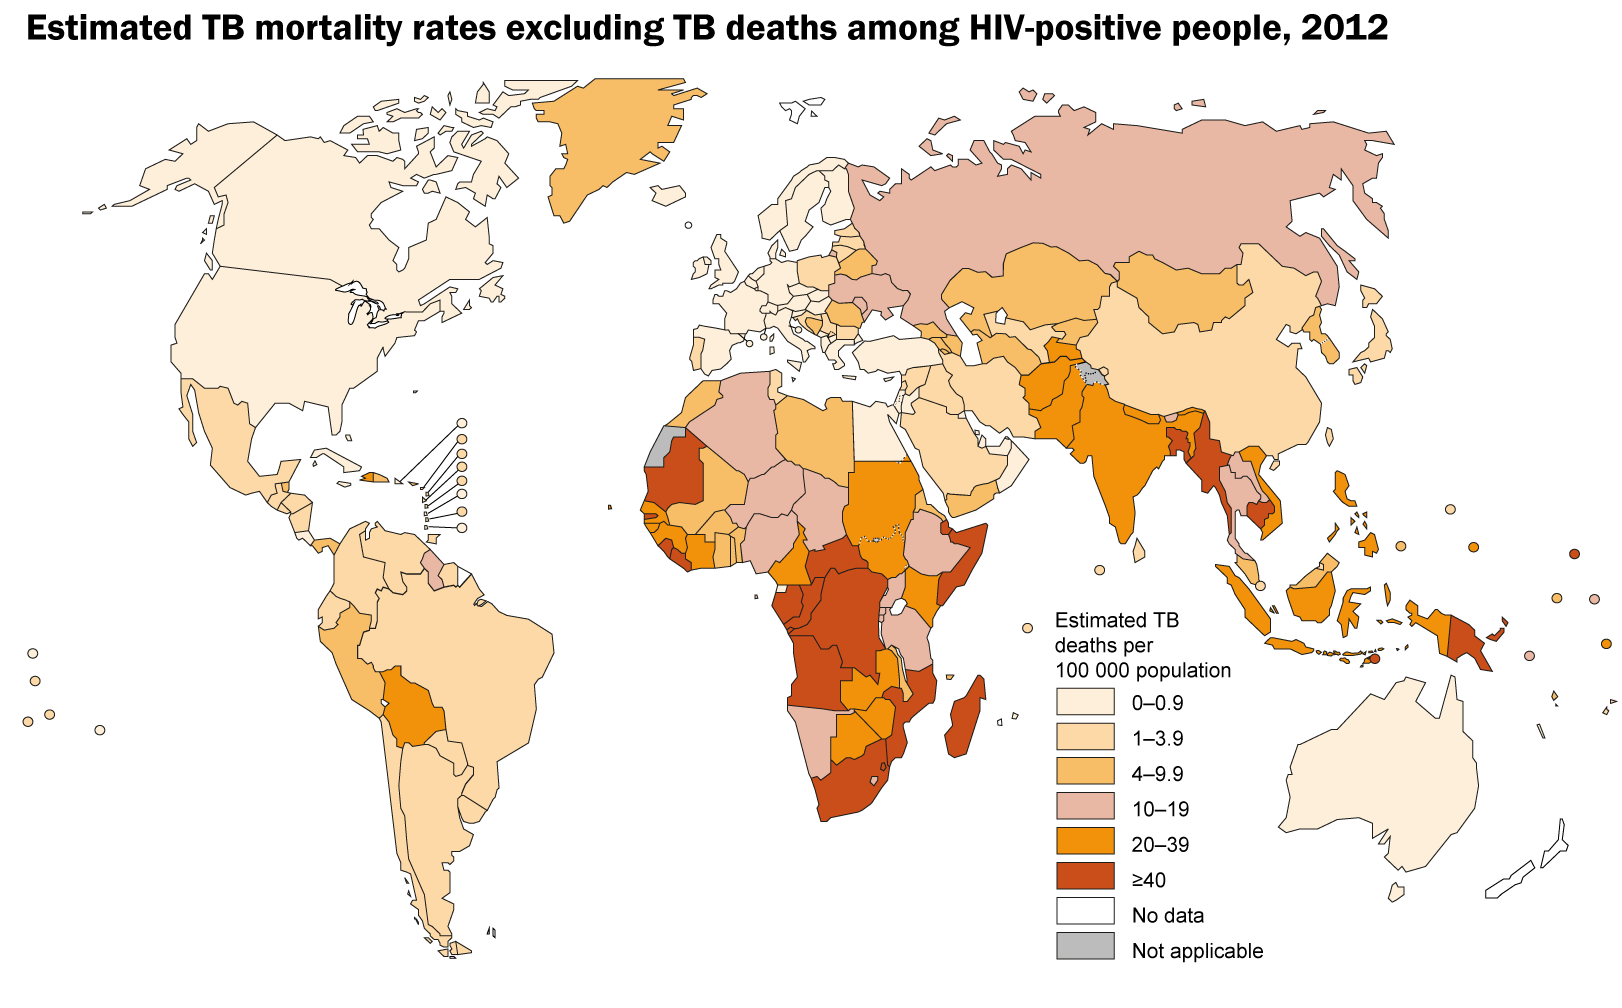 Estimated TB mortality rates excluding TB deaths among HIV-positive people, 2012
Estimated TB
deaths per
100 000 population
0–0.9
1–3.9
4–9.9
10–19
20–39
≥40
No data
Not applicable